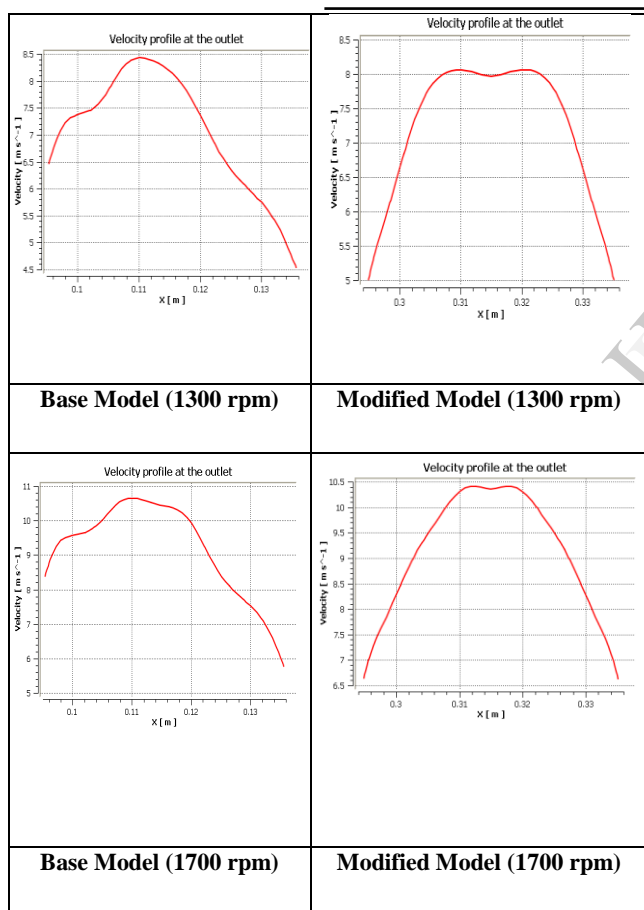 Velocity profile at the outlet
8.5
8
7.5
7
6.5
6
5.5
5
4.5
Velocity [ m s^-1 ]
0.1 0.11 0.12 0.13
X [ m ]
Velocity profile at the outlet
8.5
8
7.5
7
6.5
6
5.5
5
Velocity [ m s^-1 ]
0.3 0.31 0.32 0.33
X [ m ]
Base Model (1300 rpm)
Modified Model (1300 rpm)
Velocity profile at the outlet
11
10
9
8
7
6
5
Velocity [ m s^-1 ]
0.1 0.11 0.12 0.13
X [ m ]
Velocity profile at the outlet
10.5
10
9.5
9
8.5
8
7.5
7
6.5
Velocity [ m s^-1 ]
0.3 0.31 0.32 0.33
X [ m ]
Base Model (1700 rpm)
Modified Model (1700 rpm)